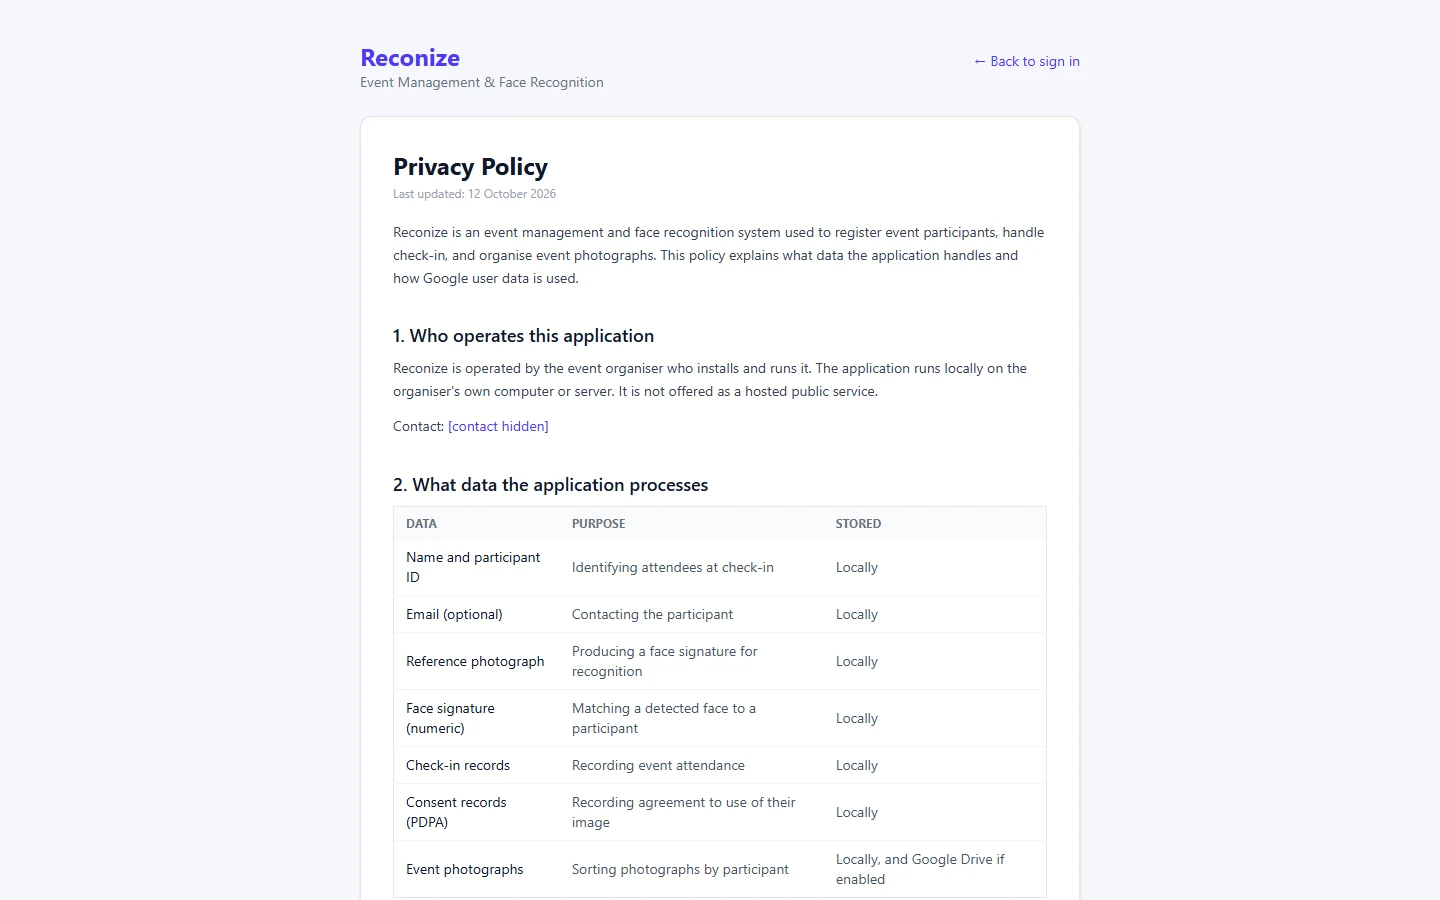 Reconize
← Back to sign in
Event Management & Face Recognition
Privacy Policy
Last updated: 12 October 2026
Reconize is an event management and face recognition system used to register event participants, handle
check-in, and organise event photographs. This policy explains what data the application handles and
how Google user data is used.
1. Who operates this application
Reconize is operated by the event organiser who installs and runs it. The application runs locally on the
organiser's own computer or server. It is not offered as a hosted public service.
Contact: [contact hidden]
2. What data the application processes
DATA PURPOSE STORED
Name and participant
ID
Identifying attendees at check-in
Locally
Email (optional)
Contacting the participant
Locally
Reference photograph
Producing a face signature for
recognition
Locally
Face signature
(numeric)
Matching a detected face to a
participant
Locally
Check-in records
Recording event attendance
Locally
Consent records
(PDPA)
Recording agreement to use of their
image
Locally
Event photographs
Sorting photographs by participant
Locally, and Google Drive if
enabled